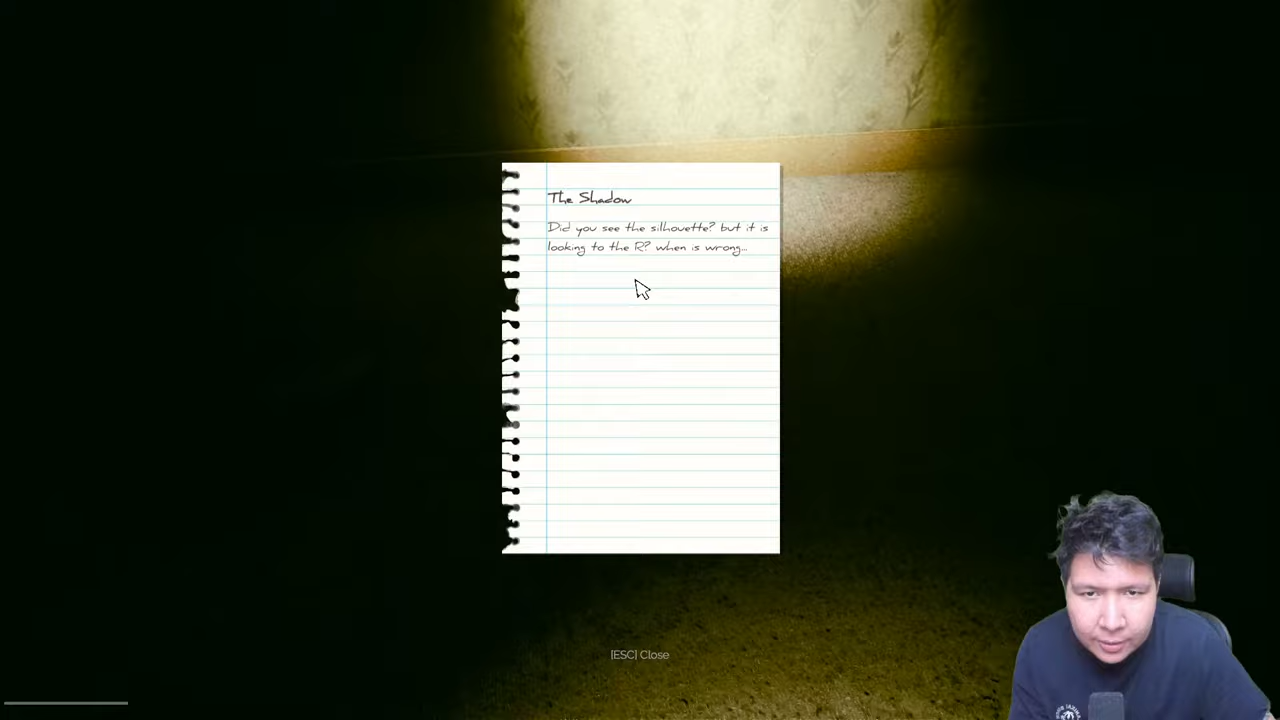 The Shadow
Did you see the silhouette? but it is
looking to the R? when is wrong...
[ESC] Close